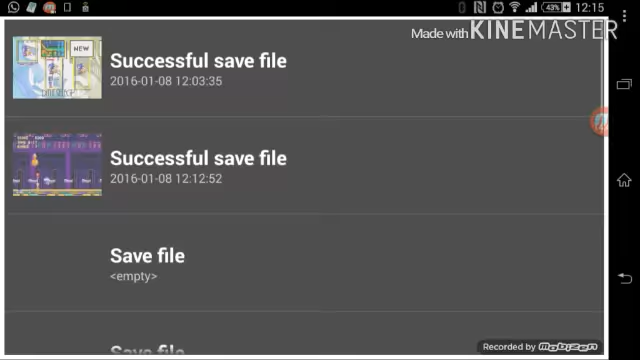 43% 12:15
Made with KINEMASTER
NEW
Successful save file
2016-01-08 12:03:35
Successful save file
2016-01-08 12:12:52
Save file
<empty>
Save file
Recorded by mobizen